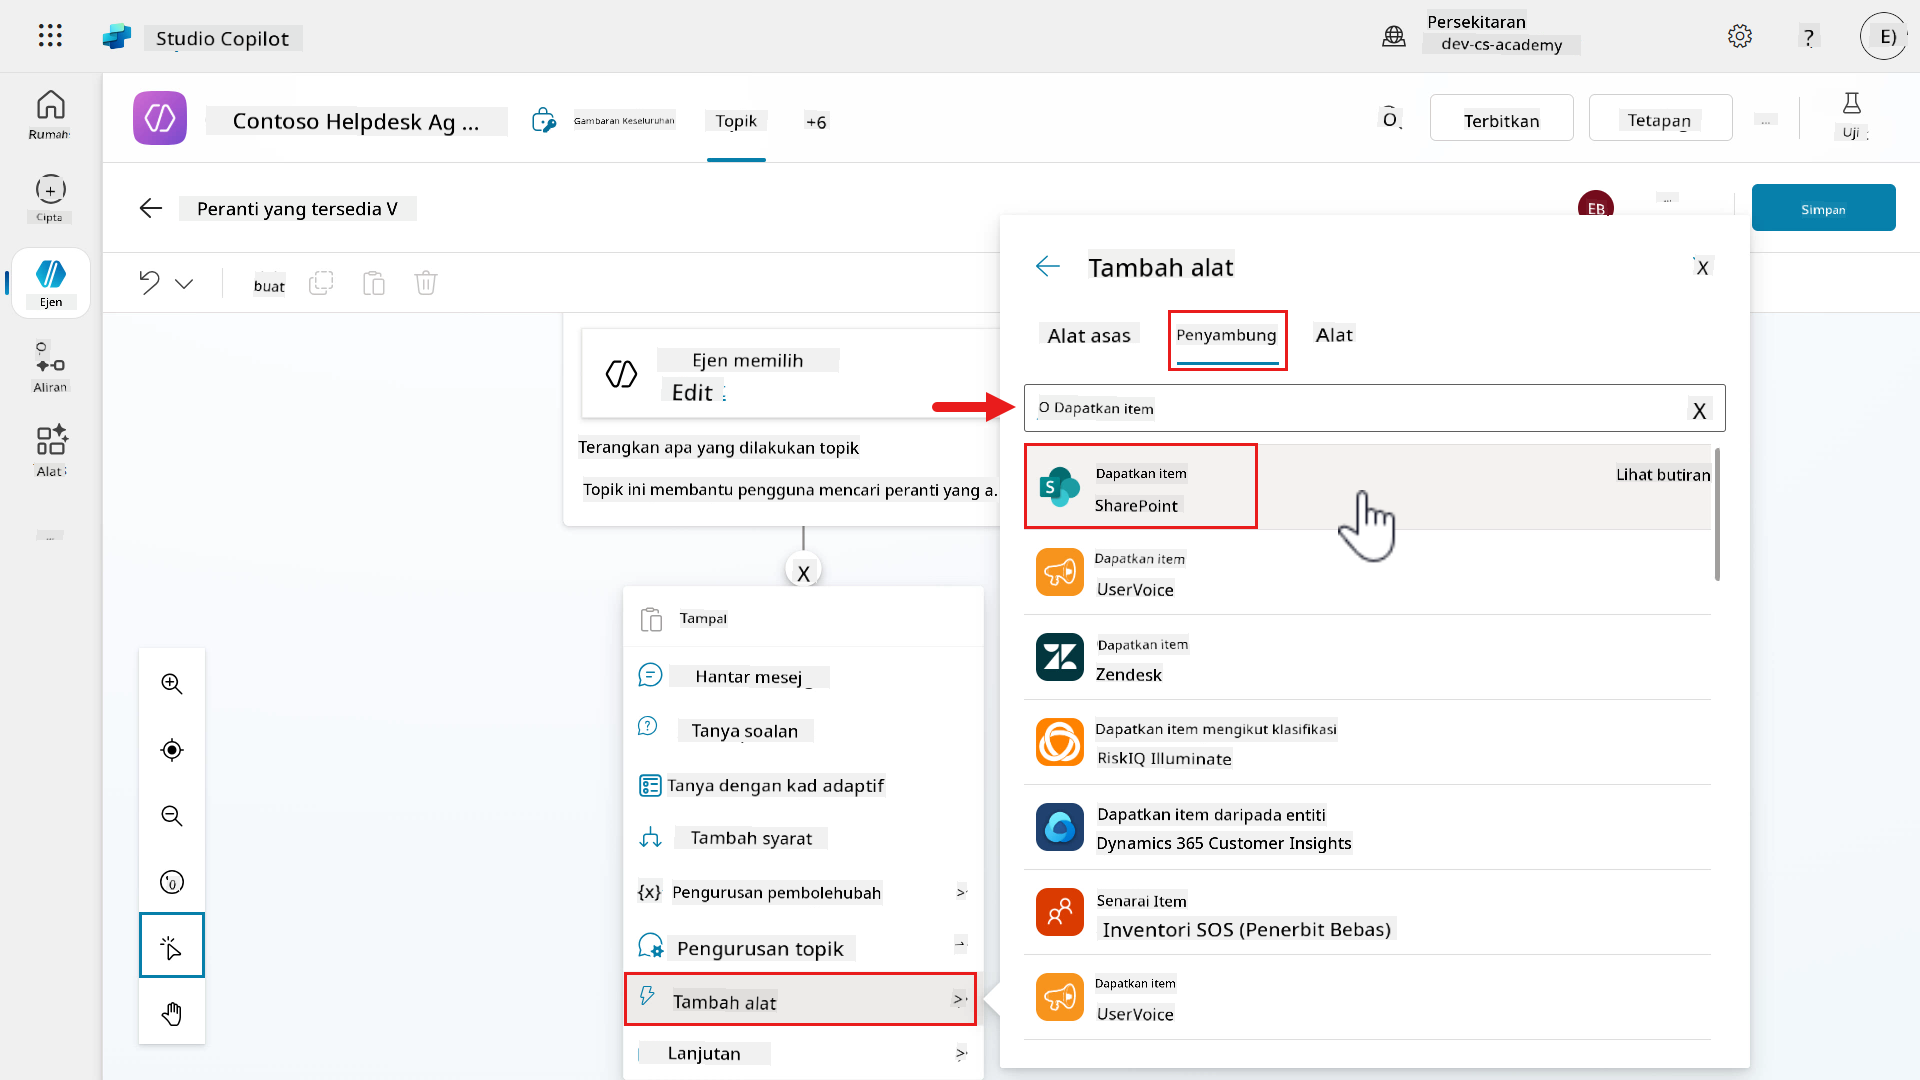 Studio Copilot
Persekitaran
dev-cs-academy
?
E)
Rumah
Cipta
Ejen
Aliran
Alat
Contoso Helpdesk Ag ...
Gambaran Keseluruhan
Topik
+6
Terbitkan
Tetapan
...
Uji
Peranti yang tersedia V
EB
Simpan
buat
Ejen memilih
Edit
Terangkan apa yang dilakukan topik
Topik ini membantu pengguna mencari peranti yang a.
X
Tampal
Hantar mesej
Tanya soalan
Tanya dengan kad adaptif
Tambah syarat
{x} Pengurusan pembolehubah >
Pengurusan topik
Tambah alat >
Lanjutan >
Tambah alat
X
Alat asas
Penyambung
Alat
O Dapatkan item
X
Dapatkan item
SharePoint
Lihat butiran
Dapatkan item
UserVoice
Dapatkan item
Zendesk
Dapatkan item mengikut klasifikasi
RiskIQ Illuminate
Dapatkan item daripada entiti
Dynamics 365 Customer Insights
Senarai Item
Inventori SOS (Penerbit Bebas)
Dapatkan item
UserVoice